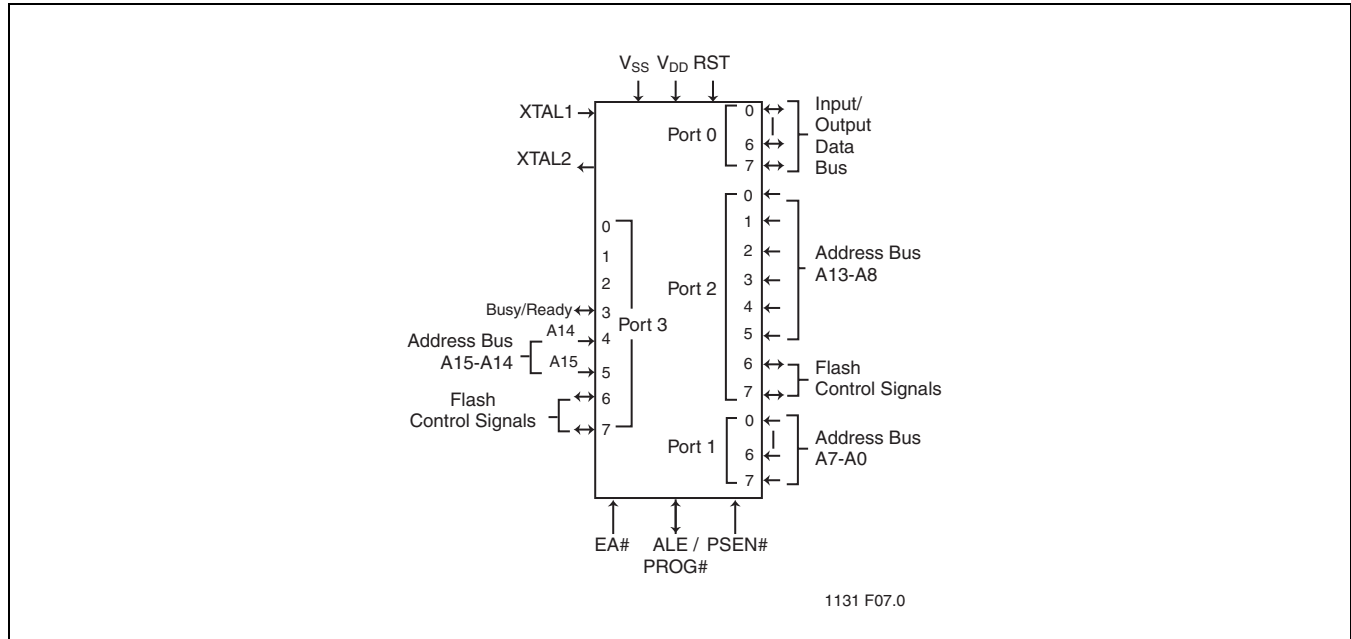 VSS VDD RST
XTAL1
XTAL2
Port 0
0
6
7
Input/
Output
Data
Bus
0
1
2
3
Busy/Ready
Port 3
A14
4
Address Bus
A15-A14
A15
5
6
7
Flash
Control Signals
Port 2
0
1
2
3
4
5
6
7
Address Bus
A13-A8
Flash
Control Signals
Port 1
0
6
7
Address Bus
A7-A0
EA# ALE / PSEN#
PROG#
1131 F07.0